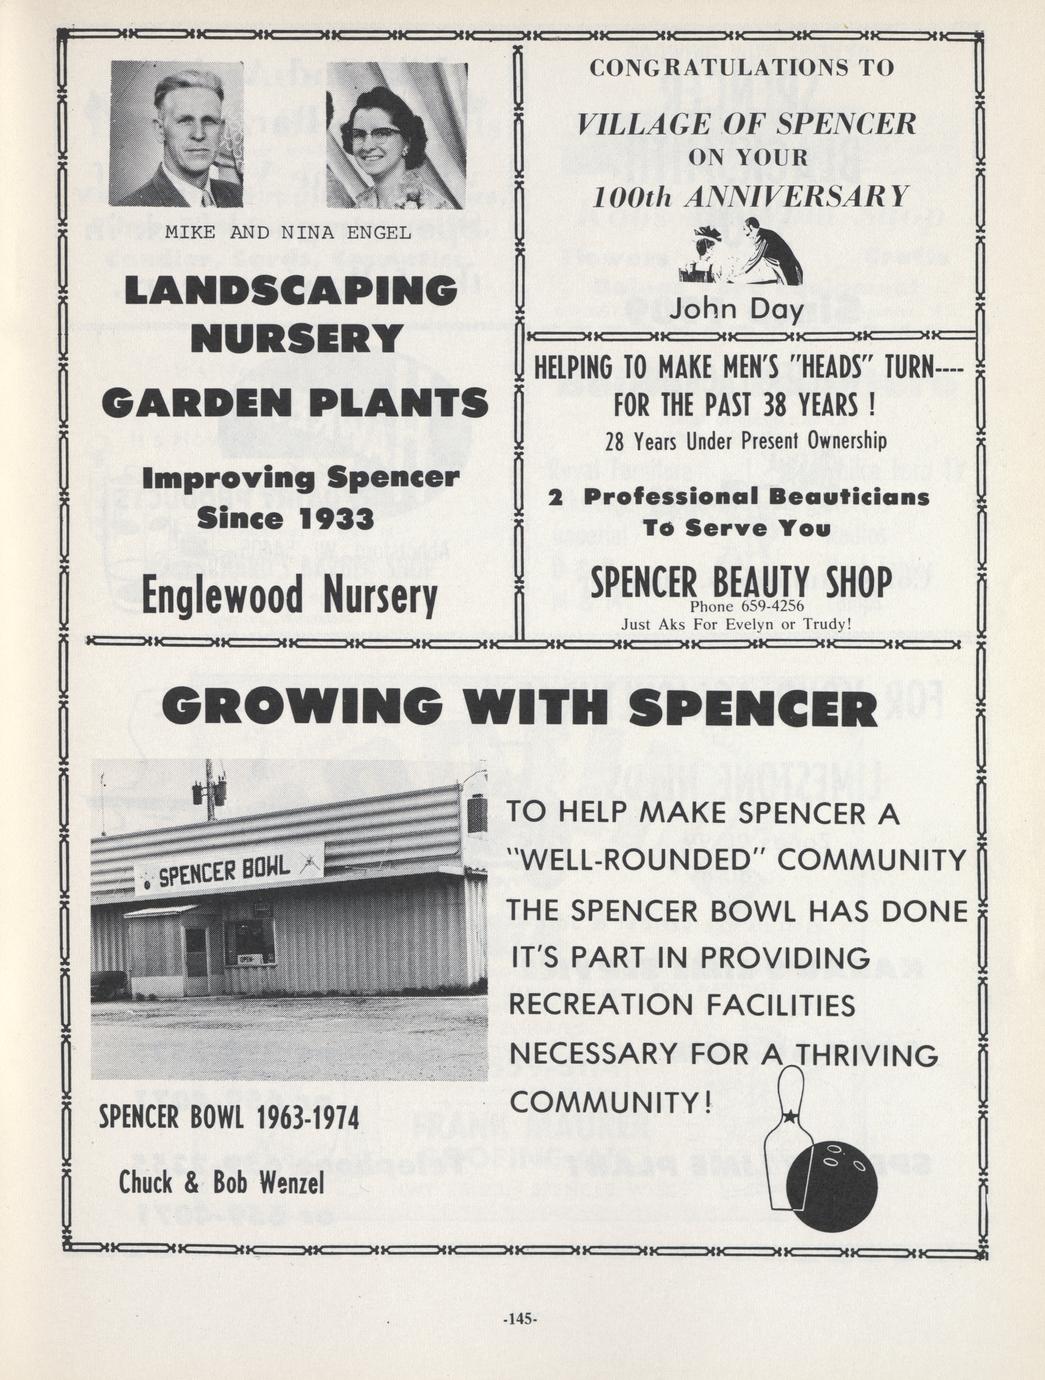 MIKE AND NINA ENGEL
LANDSCAPING
NURSERY
GARDEN PLANTS
Improving Spencer
Since 1933
Englewood Nursery
CONGRATULATIONS TO
VILLAGE OF SPENCER
ON YOUR
100th ANNIVERSARY
John Day
HELPING TO MAKE MEN'S "HEADS" TURN----
FOR THE PAST 38 YEARS !
28 Years Under Present Ownership
2 Professional Beauticians
To Serve You
SPENCER BEAUTY SHOP
Phone 659-4256
Just Aks For Evelyn or Trudy!
GROWING WITH SPENCER
SPENCER BOWL
OPEN
TO HELP MAKE SPENCER A
"WELL-ROUNDED" COMMUNITY
THE SPENCER BOWL HAS DONE
IT'S PART IN PROVIDING
RECREATION FACILITIES
NECESSARY FOR A THRIVING
COMMUNITY!
SPENCER BOWL 1963-1974
Chuck & Bob Wenzel
-145-